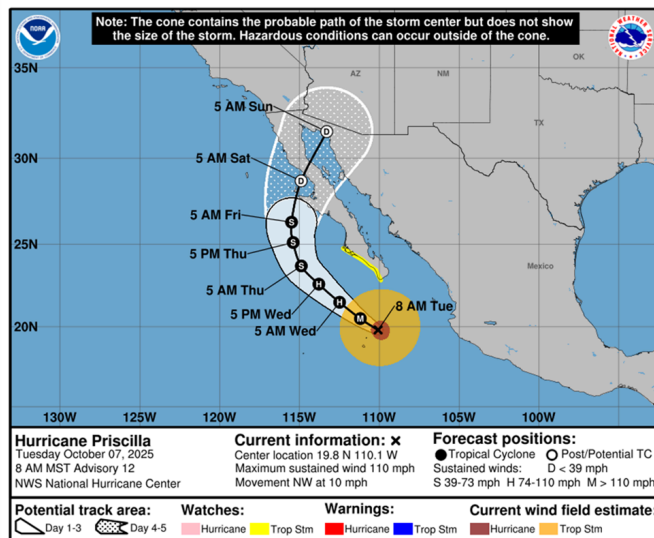 Note: The cone contains the probable path of the storm center but does not show
the size of the storm. Hazardous conditions can occur outside of the cone.
NOAA
NATIONAL WEATHER SERVICE
35N
AZ
NM
OK
5 AM Sun
TX
30N
5 AM Sat
5 AM Fri
25N
5 PM Thu
Mexico
5 AM Thu
5 PM Wed
8 AM Tue
5 AM Wed
20N
D
D
S
S
S
H
H
M
130W
125W
120W
115W
110W
105W
100W
Hurricane Priscilla
Tuesday October 07, 2025
8 AM MST Advisory 12
NWS National Hurricane Center
Current information: ×
Center location 19.8 N 110.1 W
Maximum sustained wind 110 mph
Movement NW at 10 mph
Forecast positions:
Tropical Cyclone Post/Potential TC
Sustained winds: D < 39 mph
S 39-73 mph H 74-110 mph M > 110 mph
Potential track area:
Day 1-3 Day 4-5
Watches:
Hurricane Trop Stm
Warnings:
Hurricane Trop Stm
Current wind field estimate:
Hurricane Trop Stm